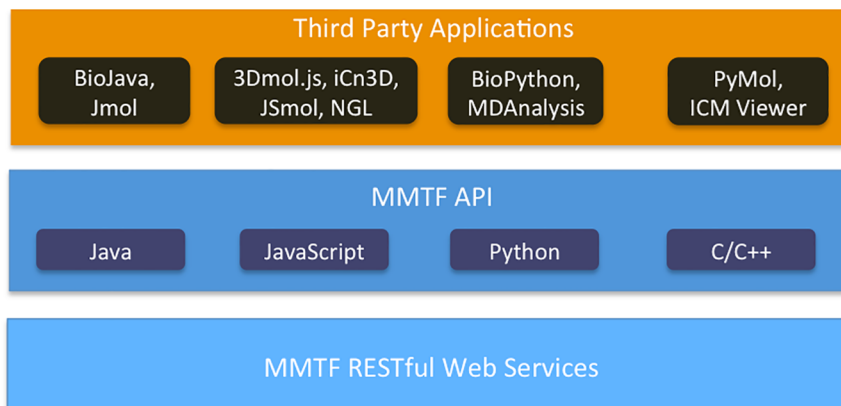 Third Party Applications
BioJava,
Jmol
3Dmol.js, iCn3D,
JSmol, NGL
BioPython,
MDAnalysis
PyMol,
ICM Viewer
MMTF API
Java
JavaScript
Python
C/C++
MMTF RESTful Web Services